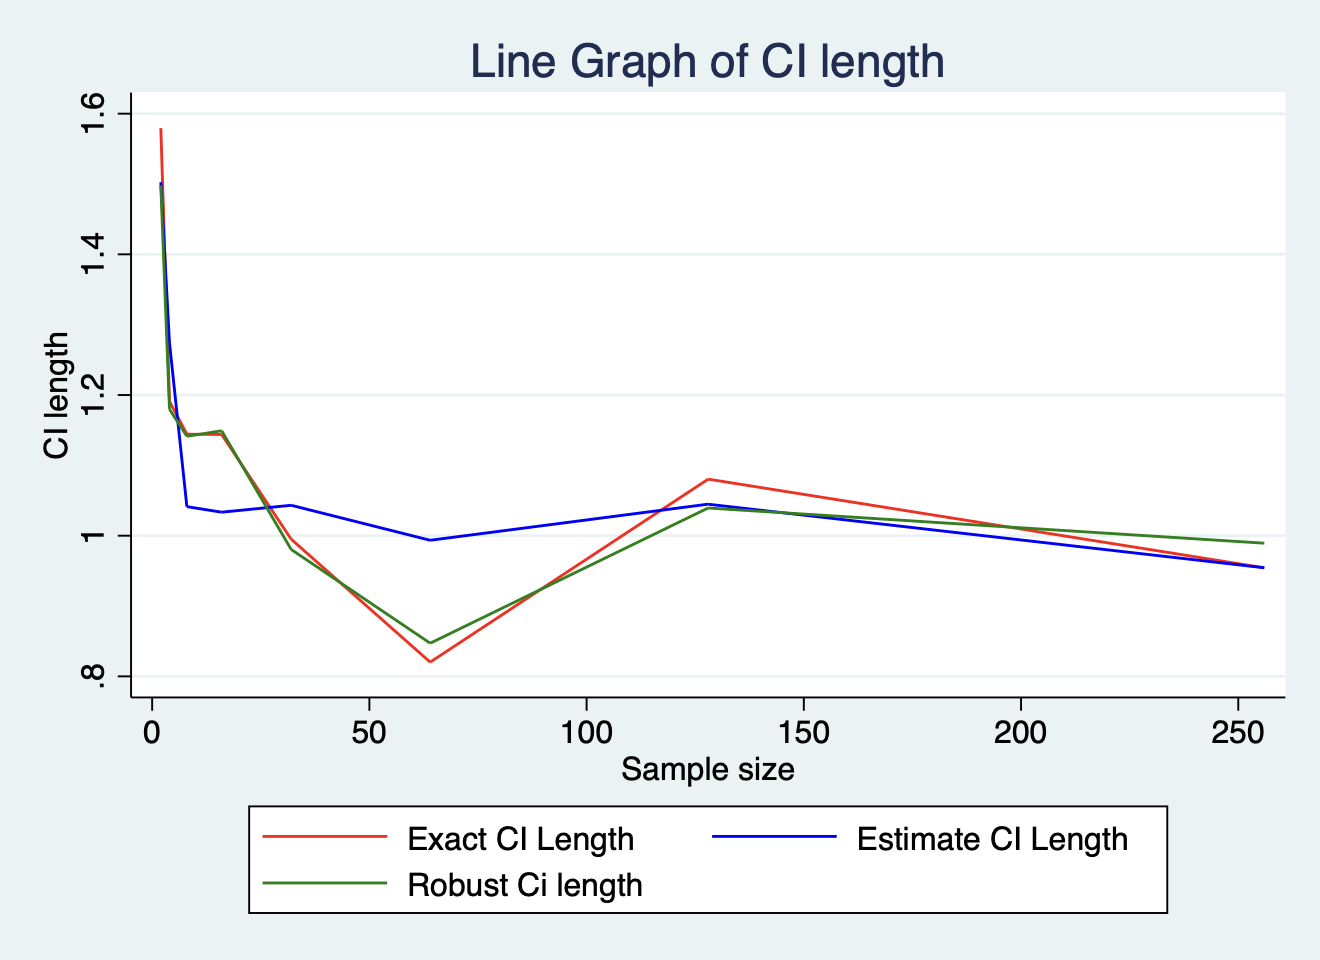 Line Graph of CI length
CI length
1.6
1.4
1.2
1
.8
0 50 100 150 200 250
Sample size
Exact CI Length Estimate CI Length
Robust Ci length